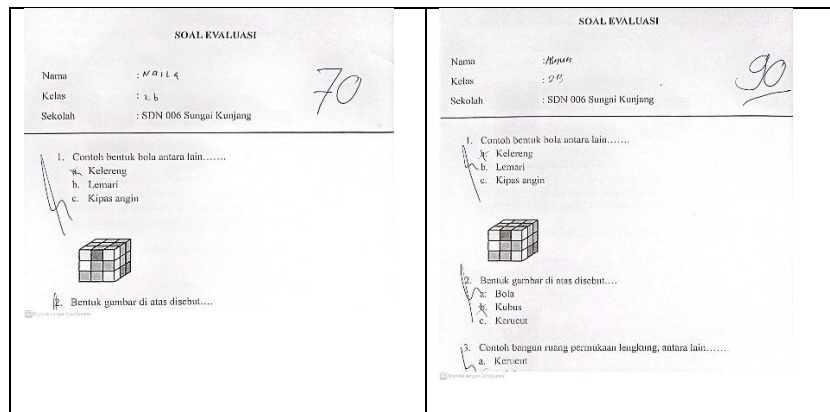 SOAL EVALUASI
Nama : NAILA
Kelas : 2b
Sekolah : SDN 006 Sungai Kunjang
70
1. Contoh bentuk bola antara lain.......
a. Kelereng
b. Lemari
c. Kipas angin
2. Bentuk gambar di atas disebut....
SOAL EVALUASI
Nama :
Kelas : 2B
Sekolah : SDN 006 Sungai Kunjang
90
1. Contoh bentuk bola antara lain.......
a. Kelereng
b. Lemari
c. Kipas angin
2. Bentuk gambar di atas disebut....
a. Bola
b. Kubus
c. Kerucut
3. Contoh bangun ruang permukaan lengkung, antara lain......
a. Kerucut